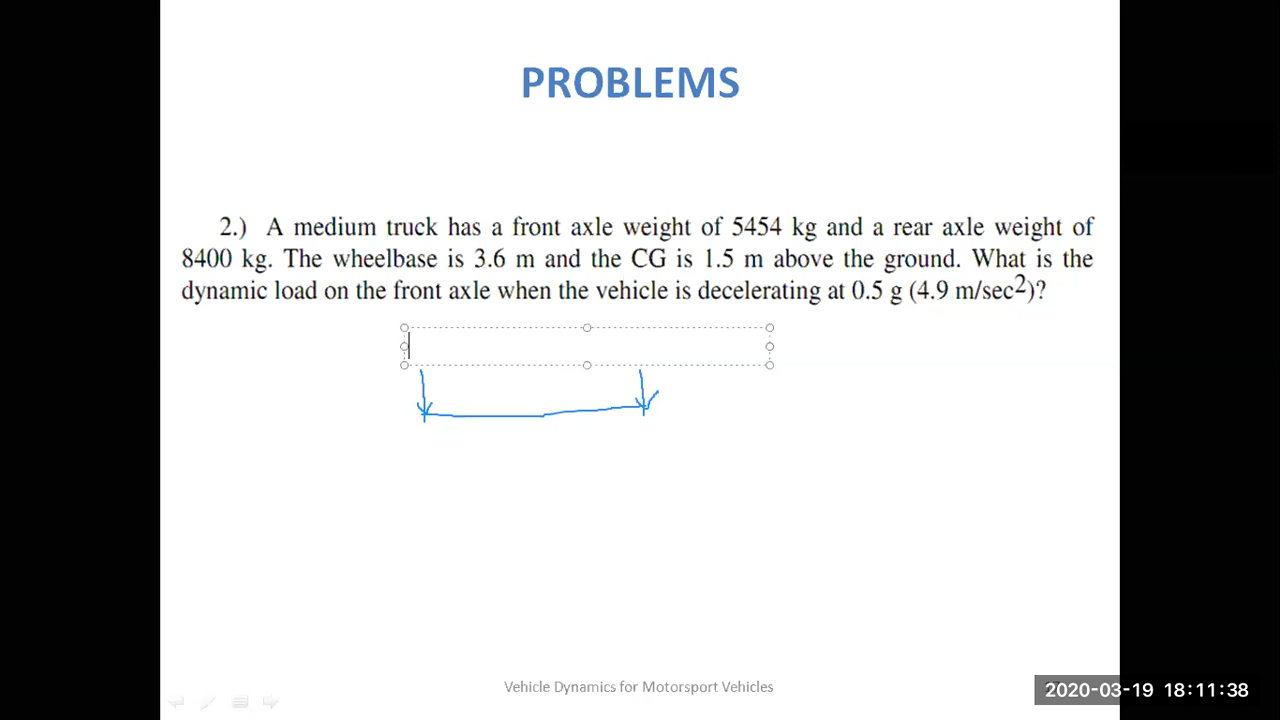 PROBLEMS
2.) A medium truck has a front axle weight of 5454 kg and a rear axle weight of
8400 kg. The wheelbase is 3.6 m and the CG is 1.5 m above the ground. What is the
dynamic load on the front axle when the vehicle is decelerating at 0.5 g (4.9 m/sec2)?
Vehicle Dynamics for Motorsport Vehicles
2020-03-19 18:11:38